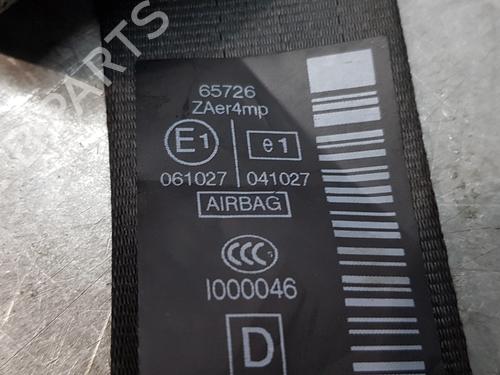 PARTS
65726
ZAer4mp
E1 e1
061027 041027
AIRBAG
CCC
I000046
D